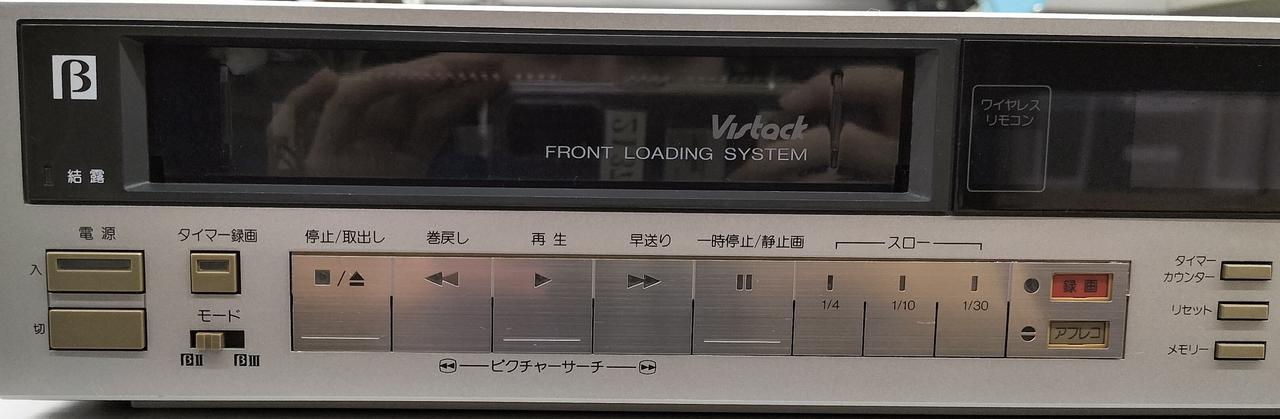 β
Vistack
FRONT LOADING SYSTEM
ワイヤレス
リモコン
結露
電源
入
切
タイマー録画
モード
βII
βIII
停止/取出し
巻戻し
再生
早送り
一時停止/静止画
スロー
1/4
1/10
1/30
録画
アフレコ
ピクチャーサーチ
タイマー
カウンター
リセット
メモリー